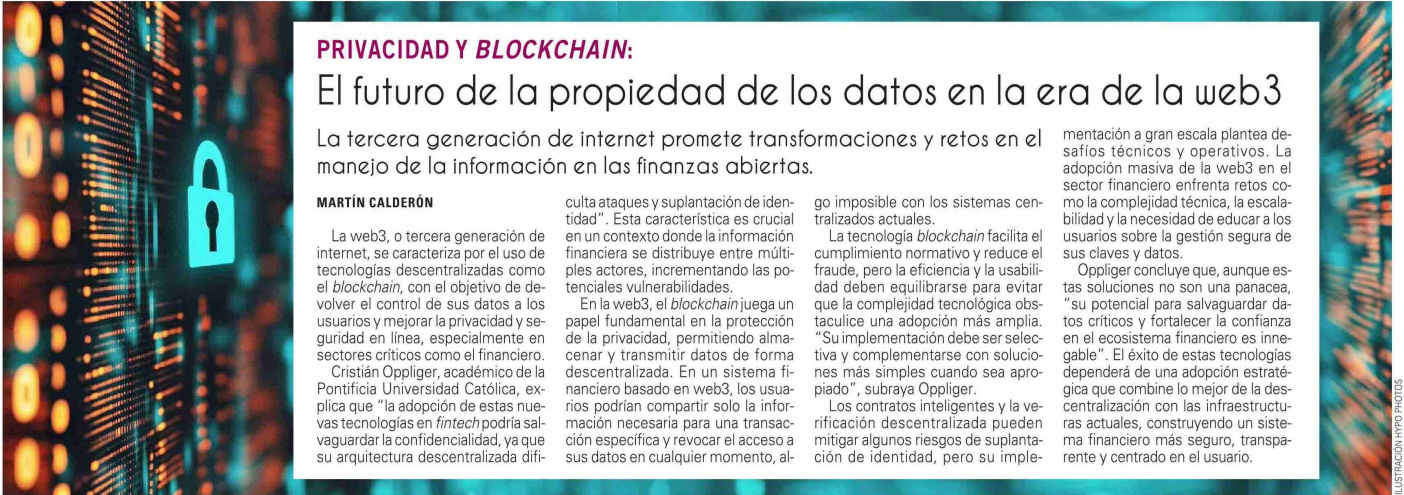 PRIVACIDAD Y BLOCKCHAIN:
El futuro de la propiedad de los datos en la era de la web3
La tercera generación de internet promete transformaciones y retos en el
manejo de la información en las finanzas abiertas.
MARTÍN CALDERÓN
La web3, o tercera generación de
internet, se caracteriza por el uso de
tecnologías descentralizadas como
el blockchain, con el objetivo de de-
volver el control de sus datos a los
usuarios y mejorar la privacidad y se-
guridad en línea, especialmente en
sectores críticos como el financiero.
Cristián Oppliger, académico de la
Pontificia Universidad Católica, ex-
plica que “la adopción de estas nue-
vas tecnologías en fintech podría sal-
vaguardar la confidencialidad, ya que
su arquitectura descentralizada difi-
culta ataques y suplantación de iden-
tidad”. Esta característica es crucial
en un contexto donde la información
financiera se distribuye entre múlti-
ples actores, incrementando las po-
tenciales vulnerabilidades.
En la web3, el blockchain juega un
papel fundamental en la protección
de la privacidad, permitiendo alma-
cenar y transmitir datos de forma
descentralizada. En un sistema fi-
nanciero basado en web3, los usua-
rios podrían compartir solo la infor-
mación necesaria para una transac-
ción específica y revocar el acceso a
sus datos en cualquier momento, al-
go imposible con los sistemas cen-
tralizados actuales.
La tecnología blockchain facilita el
cumplimiento normativo y reduce el
fraude, pero la eficiencia y la usabili-
dad deben equilibrarse para evitar
que la complejidad tecnológica obs-
taculice una adopción más amplia.
“Su implementación debe ser selec-
tiva y complementarse con solucio-
nes más simples cuando sea apro-
piado”, subraya Oppliger.
Los contratos inteligentes y la ve-
rificación descentralizada pueden
mitigar algunos riesgos de suplanta-
ción de identidad, pero su imple-
mentación a gran escala plantea de-
safíos técnicos y operativos. La
adopción masiva de la web3 en el
sector financiero enfrenta retos co-
mo la complejidad técnica, la escala-
bilidad y la necesidad de educar a los
usuarios sobre la gestión segura de
sus claves y datos.
Oppliger concluye que, aunque es-
tas soluciones no son una panacea,
“su potencial para salvaguardar da-
tos críticos y fortalecer la confianza
en el ecosistema financiero es inne-
gable”. El éxito de estas tecnologías
dependerá de una adopción estraté-
gica que combine lo mejor de la des-
centralización con las infraestructu-
ras actuales, construyendo un siste-
ma financiero más seguro, transpa-
rente y centrado en el usuario.
ILUSTRACIÓN HYPO PHOTOS